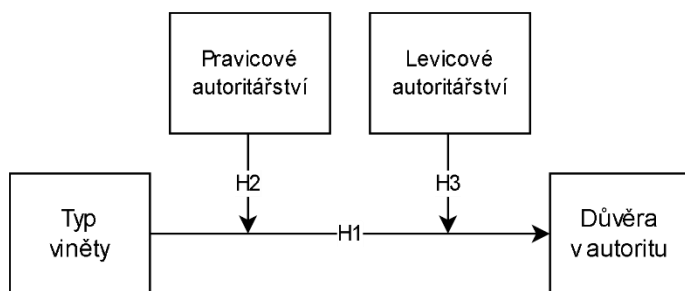 Pravicové
autoritářství
Levicové
autoritářství
H2
H3
Typ
viněty
H1
Důvěra
v autoritu